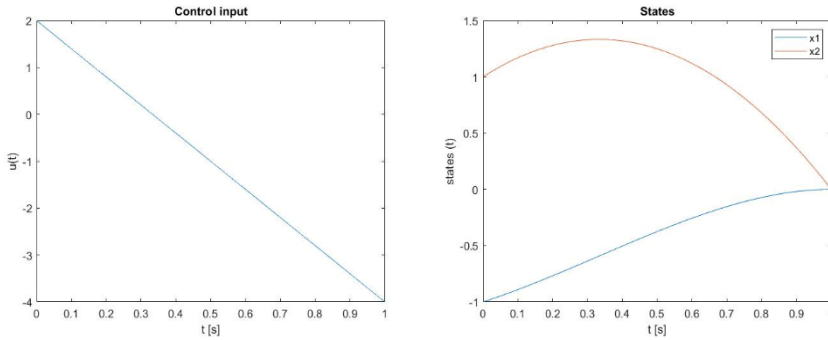 Control input
2
1
0
-1
-2
-3
-4
u(t)
0 0.1 0.2 0.3 0.4 0.5 0.6 0.7 0.8 0.9 1
t [s]
States
1.5
1
0.5
0
-0.5
-1
states (t)
x1
x2
0 0.1 0.2 0.3 0.4 0.5 0.6 0.7 0.8 0.9
t [s]